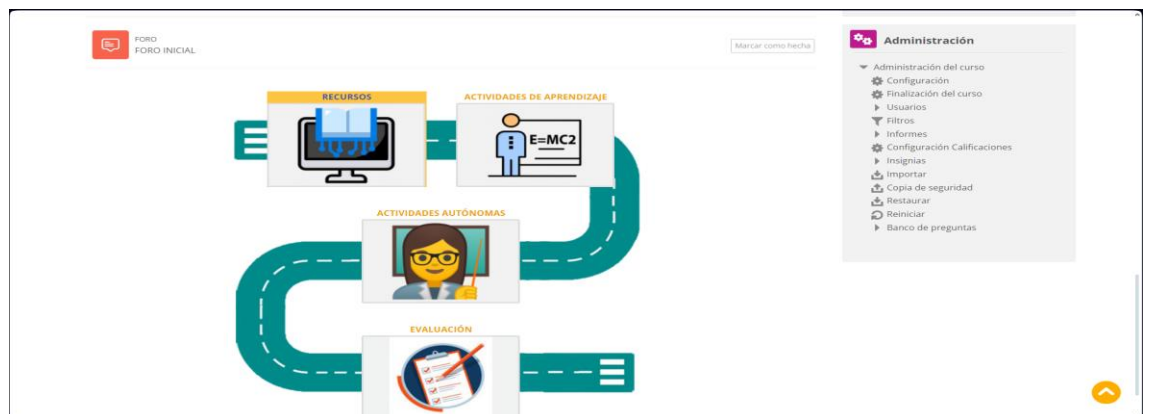 FORO
FORO INICIAL
Marcar como hecha
RECURSOS
ACTIVIDADES DE APRENDIZAJE
E=MC2
ACTIVIDADES AUTÓNOMAS
EVALUACIÓN
Administración
Administración del curso
Configuración
Finalización del curso
Usuarios
Filtros
Informes
Configuración Calificaciones
Insignias
Importar
Copia de seguridad
Restaurar
Reiniciar
Banco de preguntas